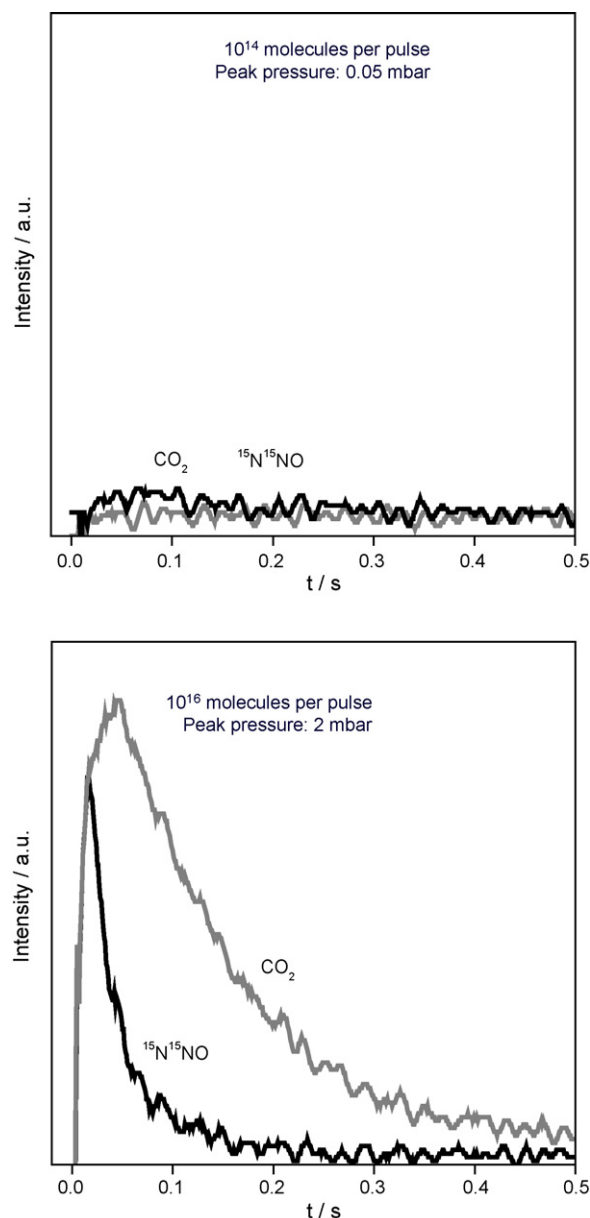 10¹⁴ molecules per pulse
Peak pressure: 0.05 mbar
Intensity / a.u.
CO₂ ¹⁵N¹⁵NO
0.0 0.1 0.2 0.3 0.4 0.5
t / s
10¹⁶ molecules per pulse
Peak pressure: 2 mbar
Intensity / a.u.
CO₂
¹⁵N¹⁵NO
0.0 0.1 0.2 0.3 0.4 0.5
t / s